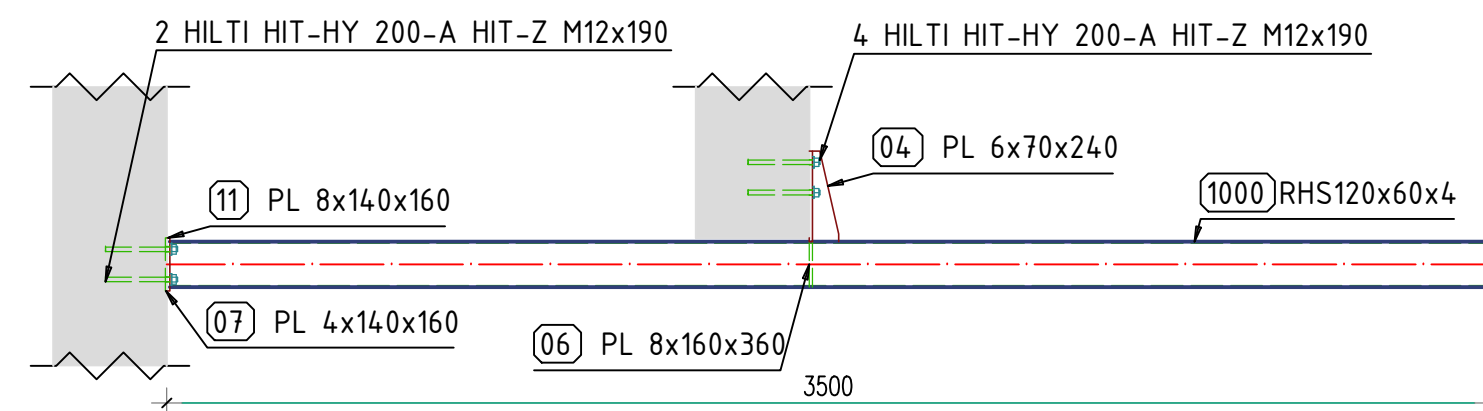 2 HILTI HIT-HY 200-A HIT-Z M12x190
4 HILTI HIT-HY 200-A HIT-Z M12x190
04 PL 6x70x240
11 PL 8x140x160
1000 RHS120x60x4
07 PL 4x140x160
06 PL 8x160x360
3500